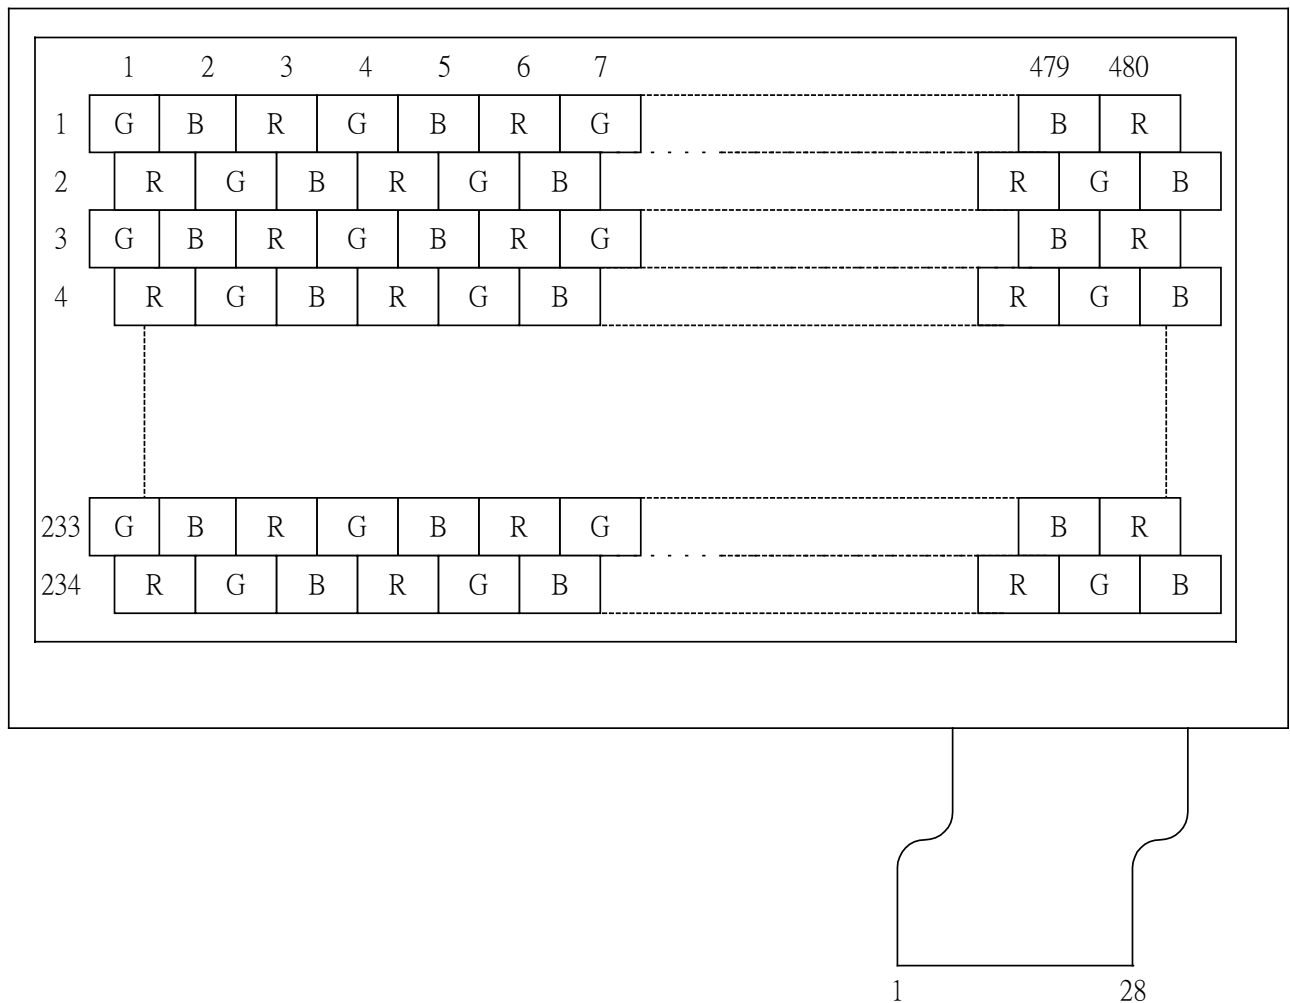 1 2 3 4 5 6 7 479 480
1 G B R G B R G B R
2 R G B R G B R G B
3 G B R G B R G B R
4 R G B R G B R G B
233 G B R G B R G B R
234 R G B R G B R G B
1 28